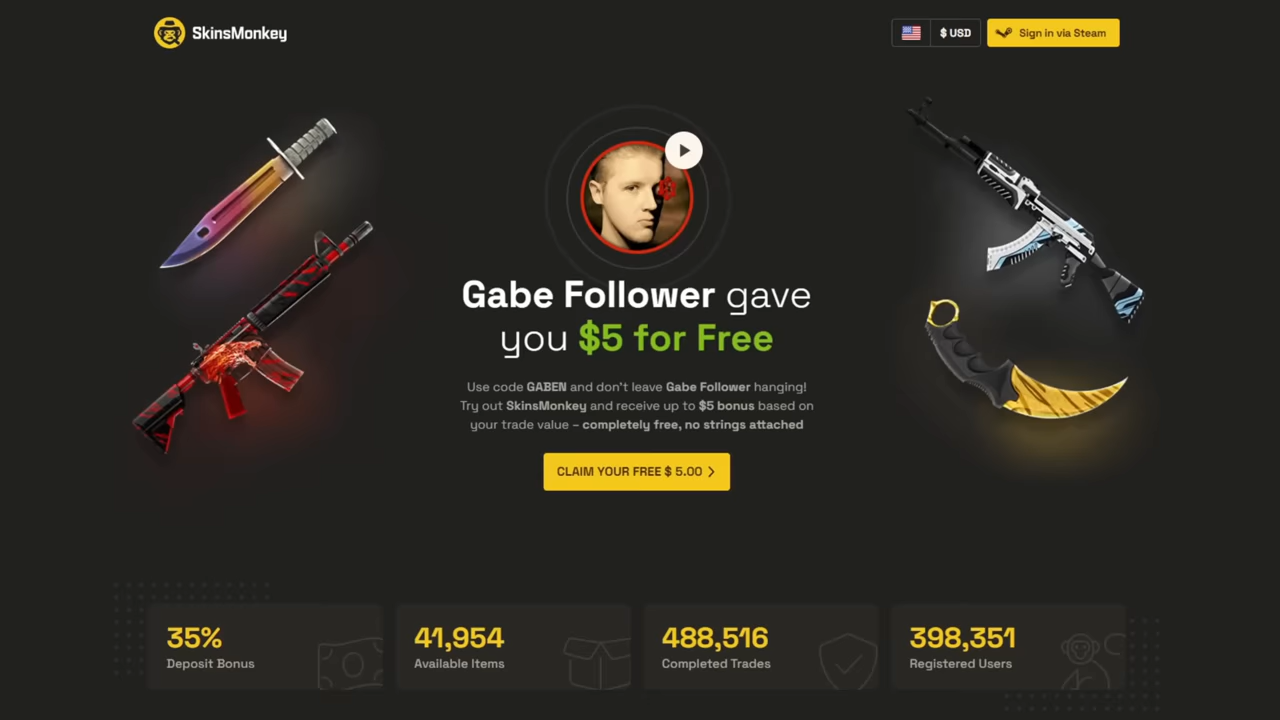 SkinsMonkey
$ USD
Sign in via Steam
Gabe Follower gave
you $5 for Free
Use code GABEN and don't leave Gabe Follower hanging!
Try out SkinsMonkey and receive up to $5 bonus based on
your trade value – completely free, no strings attached
CLAIM YOUR FREE $ 5.00
35%
Deposit Bonus
41,954
Available Items
488,516
Completed Trades
398,351
Registered Users